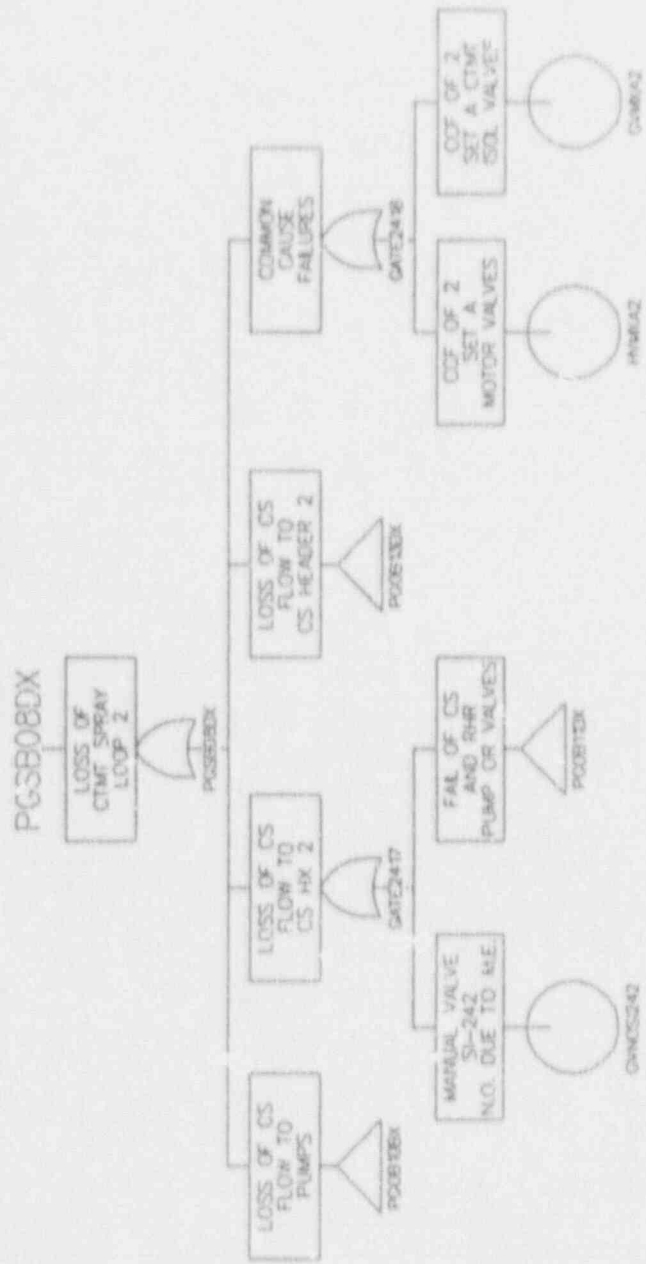 PGSB08DX
LOSS OF
CTMT SPRAY
LOOP 2
PGSB08DX
LOSS OF CS
FLOW TO
PUMPS
PG0B10BX
LOSS OF CS
FLOW TO
CS HX 2
GATE2417
LOSS OF CS
FLOW TO
CS HEADER 2
PG0B13DX
COMMON
CAUSE
FAILURES
GATE2418
MANUAL VALVE
SI-242
N.O. DUE TO M.E.
FAIL OF CS
AND RHR
PUMP OR VALVES
PG0B11DX
CCF OF 2
SET A
MOTOR VALVES
CCF OF 2
SET A CTMT
ISOL VALVES